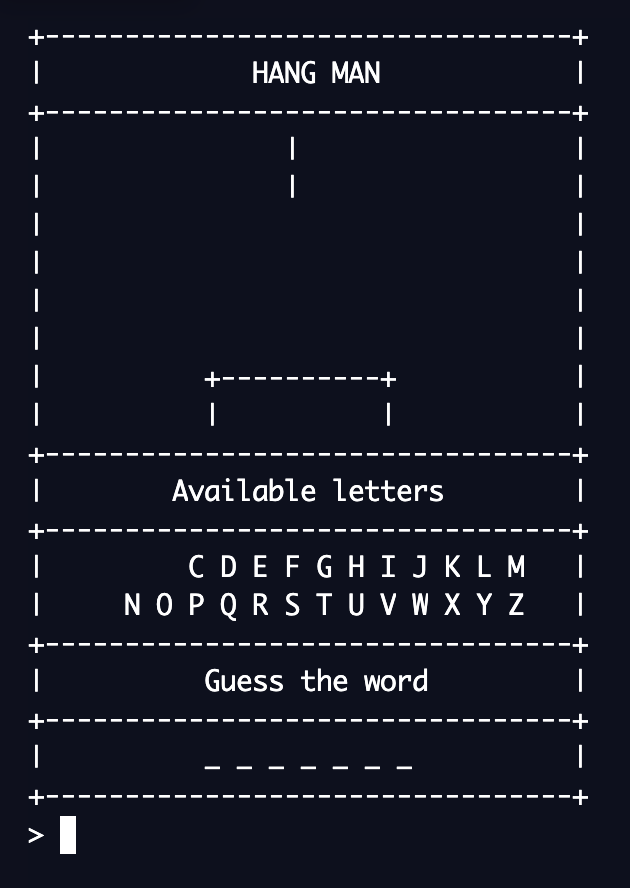 +---------------------------------+
|             HANG MAN            |
+---------------------------------+
|               |                 |
|               |                 |
|                                 |
|                                 |
|                                 |
|                                 |
|          +----------+           |
|          |          |           |
+---------------------------------+
|        Available letters        |
+---------------------------------+
|         C D E F G H I J K L M   |
|     N O P Q R S T U V W X Y Z   |
+---------------------------------+
|          Guess the word         |
+---------------------------------+
|          _ _ _ _ _ _ _          |
+---------------------------------+
>